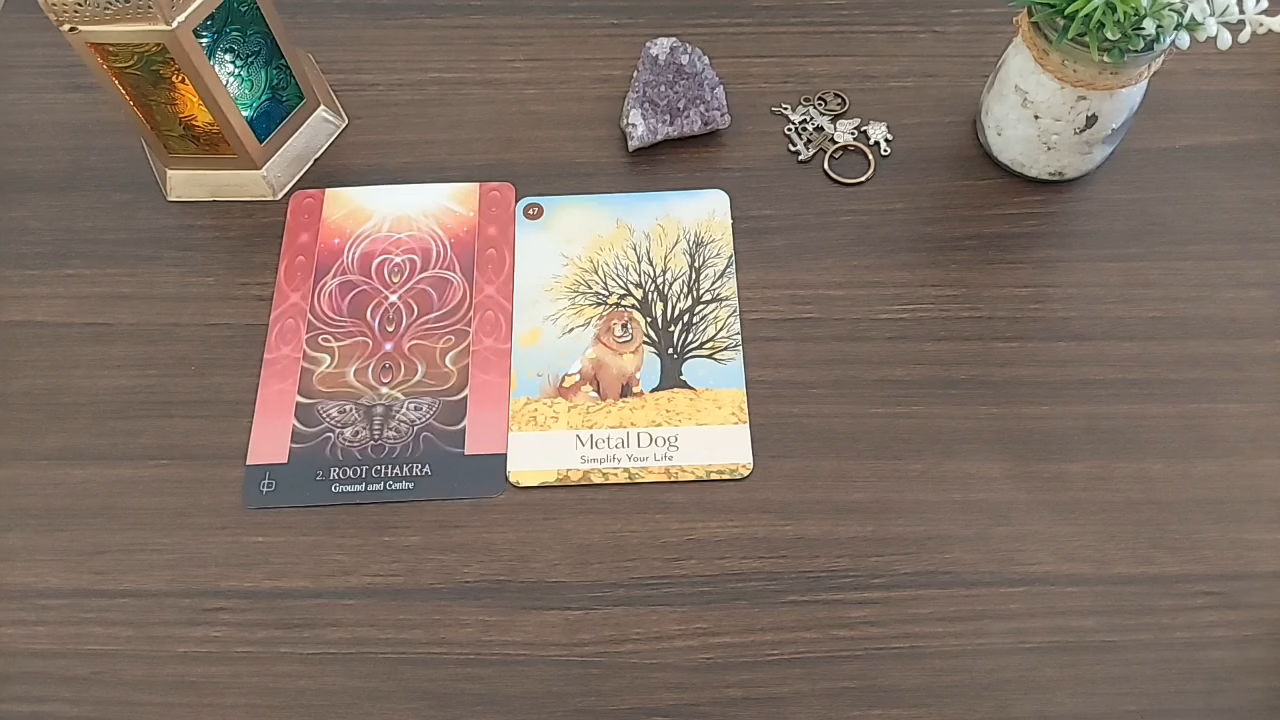 2. ROOT CHAKRA
Ground and Centre
47
Metal Dog
Simplify Your Life